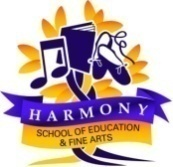 HARMONY
SCHOOL OF EDUCATION
& FINE ARTS